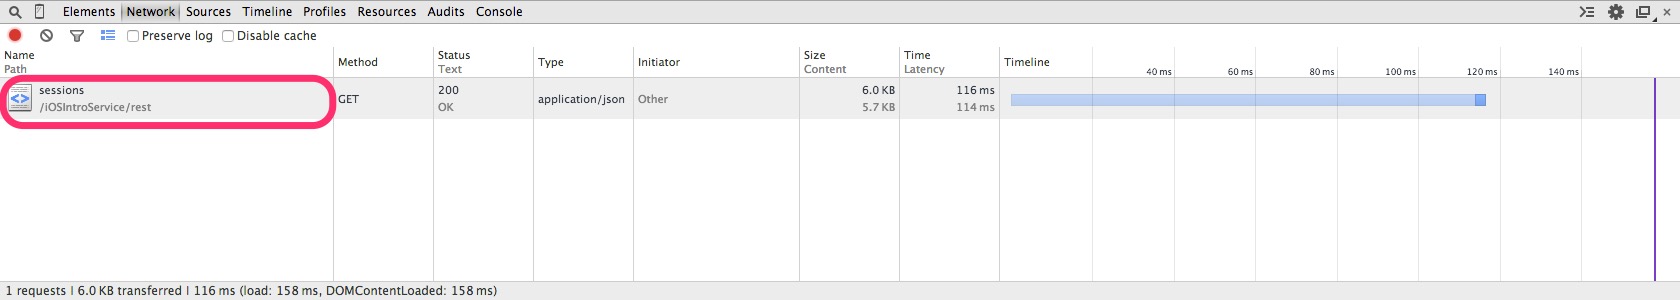 Elements Network Sources Timeline Profiles Resources Audits Console
Preserve log Disable cache
Name
Path
Method
Status
Text
Type
Initiator
Size
Content
Time
Latency
Timeline
40 ms 60 ms 80 ms 100 ms 120 ms 140 ms
sessions
/iOSIntroService/rest
GET
200
OK
application/json
Other
6.0 KB
5.7 KB
116 ms
114 ms
1 requests | 6.0 KB transferred | 116 ms (load: 158 ms, DOMContentLoaded: 158 ms)